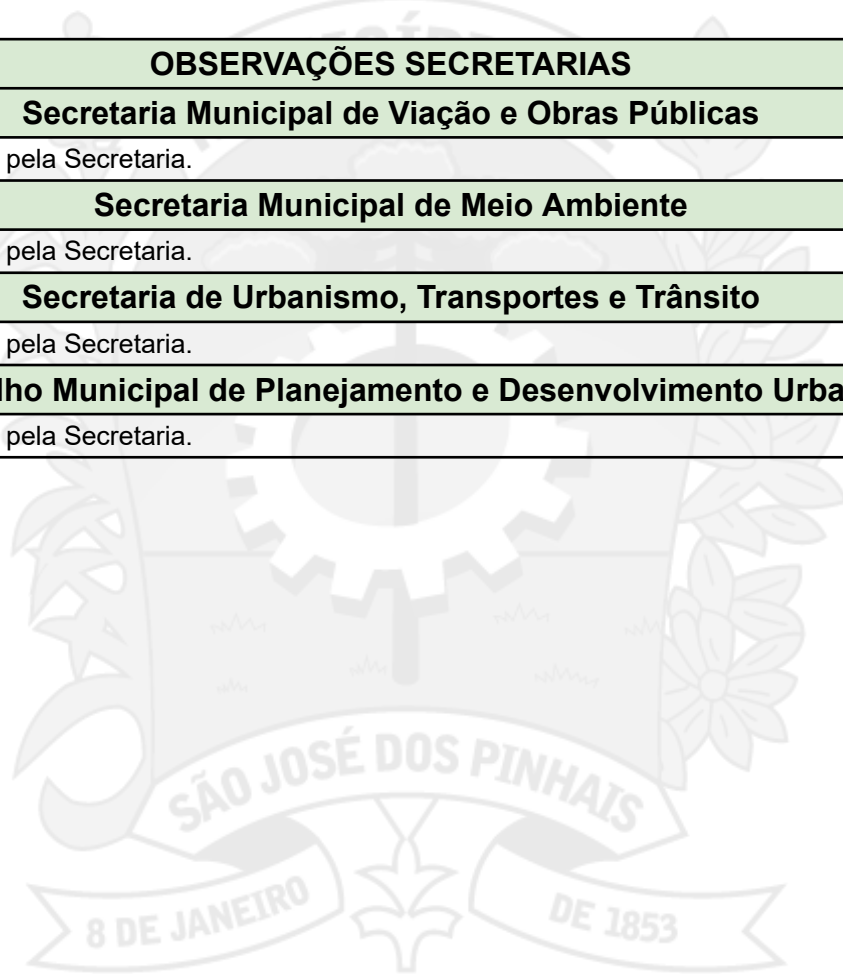 OBSERVAÇÕES SECRETARIAS
Secretaria Municipal de Viação e Obras Públicas
pela Secretaria.
Secretaria Municipal de Meio Ambiente
pela Secretaria.
Secretaria de Urbanismo, Transportes e Trânsito
pela Secretaria.
lho Municipal de Planejamento e Desenvolvimento Urba
pela Secretaria.
SÃO JOSÉ DOS PINHAIS
8 DE JANEIRO DE 1853